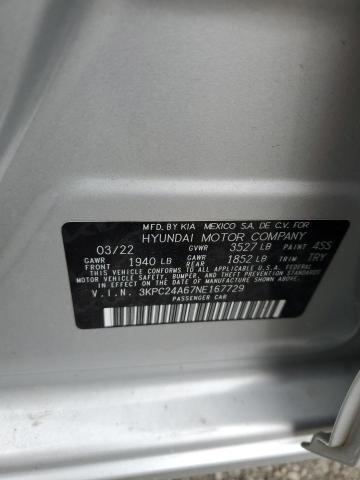 MFD.BY KIA MEXICO S.A. DE C.V. FOR
HYUNDAI MOTOR COMPANY
03/22 GVWR 3527 LB PAINT 4SS
GAWR FRONT 1940 LB GAWR REAR 1852 LB TRIM TRY
THIS VEHICLE CONFORMS TO ALL APPLICABLE FEDERAL
MOTOR VEHICLE SAFETY, BUMPER, AND THEFT
PREVENTION STANDARDS IN EFFECT ON THE DATE OF
MANUFACTURE SHOWN ABOVE.
V.I.N. 3KPC24A67NE167729
PASSENGER CAR